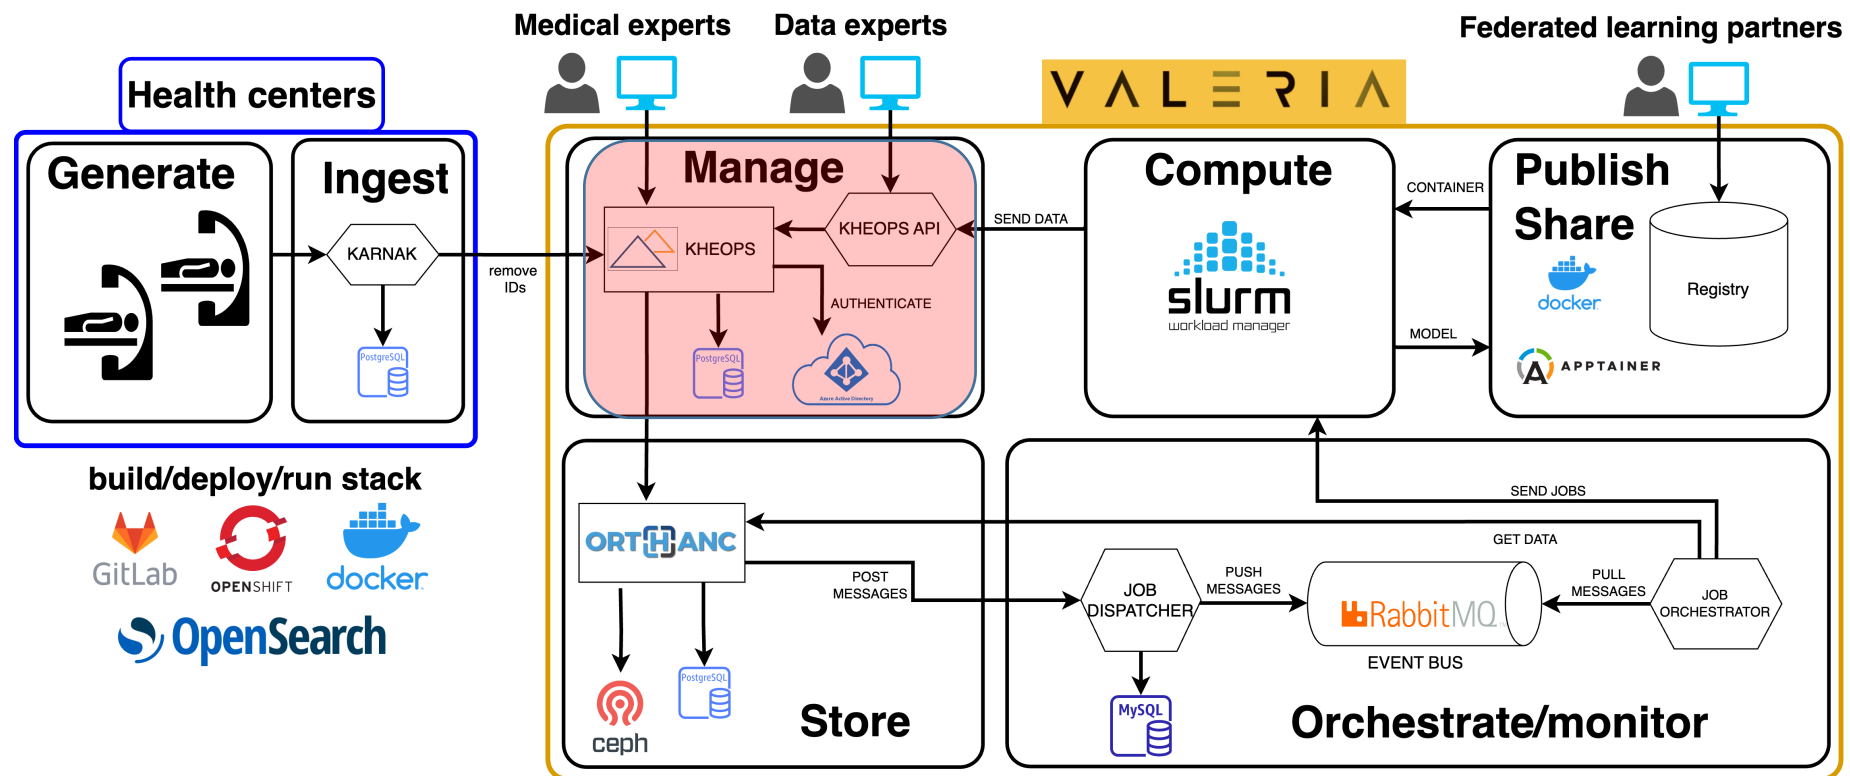 Medical experts
Data experts
Federated learning partners
VALERIA
Health centers
Generate
Ingest
KARNAK
PostgreSQL
remove
IDs
Manage
KHEOPS
KHEOPS API
AUTHENTICATE
PostgreSQL
Azure Active Directory
SEND DATA
Compute
slurm
workload manager
CONTAINER
MODEL
Publish
Share
docker
APPTAINER
Registry
build/deploy/run stack
GitLab
OPENSHIFT
docker
OpenSearch
ORTHANC
ceph
PostgreSQL
Store
POST
MESSAGES
SEND JOBS
GET DATA
JOB
DISPATCHER
MySQL
PUSH
MESSAGES
RabbitMQ
EVENT BUS
PULL
MESSAGES
JOB
ORCHESTRATOR
Orchestrate/monitor